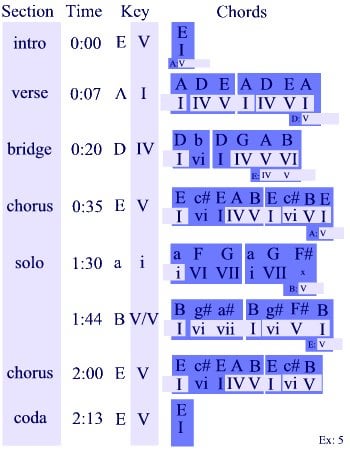 Section Time Key Chords
intro 0:00 E V E
I
A: V
verse 0:07 A I A D E A D E A
I IV V I IV V I
D: V
bridge 0:20 D IV D b D G A B
I vi I IV V VI
E: IV V
chorus 0:35 E V E c# E A B E c# B E
I vi I IV V I vi V I
A: V
solo 1:30 a i a F G a G F#
i VI VII i VII x
B: V
1:44 B V/V B g# a# B g# F# B
I vi vii I vi V I
E: V
chorus 2:00 E V E c# E A B E c# B
I vi I IV V I vi V
coda 2:13 E V E
I
Ex: 5